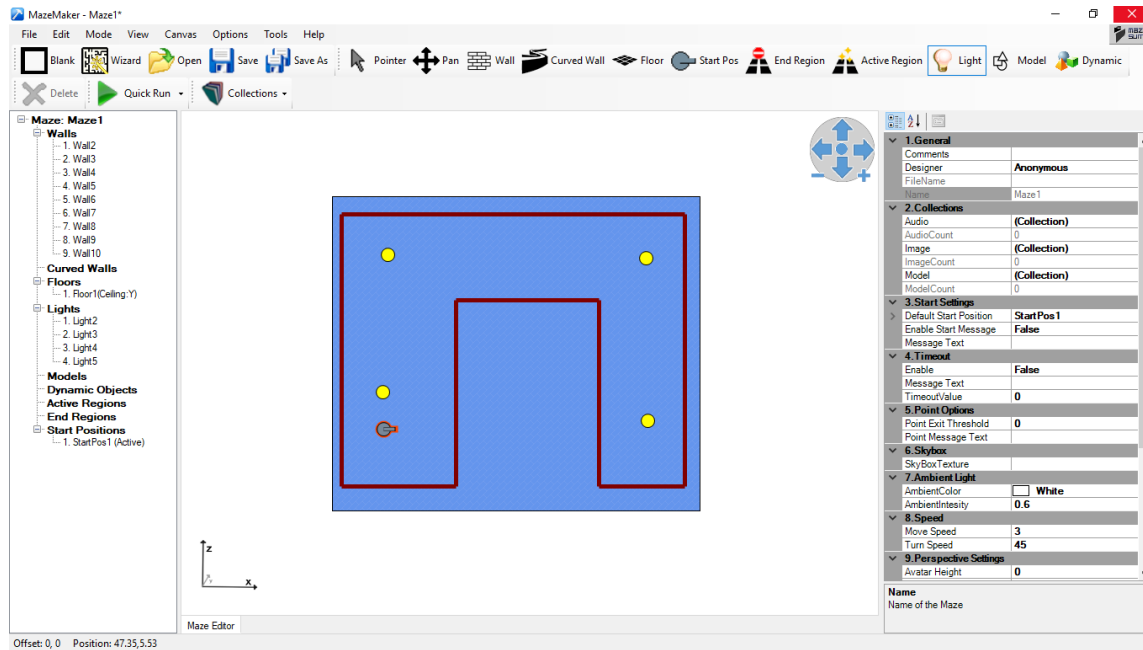 MazeMaker - Maze1*
File Edit Mode View Canvas Options Tools Help
Blank Wizard Open Save Save As Pointer Pan Wall Curved Wall Floor Start Pos End Region Active Region Light Model Dynamic
Delete Quick Run Collections
Maze: Maze1
Walls
1. Wall2
2. Wall3
3. Wall4
4. Wall5
5. Wall6
6. Wall7
7. Wall8
8. Wall9
9. Wall10
Curved Walls
Floors
1. Floor1(Ceiling:Y)
Lights
1. Light2
2. Light3
3. Light4
4. Light5
Models
Dynamic Objects
Active Regions
End Regions
Start Positions
1. StartPos1 (Active)
z
x
Maze Editor
1.General
Comments
Designer Anonymous
FileName
Name Maze1
2.Collections
Audio (Collection)
AudioCount 0
Image (Collection)
ImageCount 0
Model (Collection)
ModelCount 0
3.Start Settings
Default Start Position StartPos1
Enable Start Message False
Message Text
4.Timeout
Enable False
Message Text
TimeoutValue 0
5.Point Options
Point Exit Threshold 0
Point Message Text
6.Skybox
SkyBoxTexture
7.Ambient Light
AmbientColor White
AmbientIntesity 0.6
8.Speed
Move Speed 3
Turn Speed 45
9.Perspective Settings
Avatar Height 0
Name
Name of the Maze
Offset: 0, 0 Position: 47.35,5.53